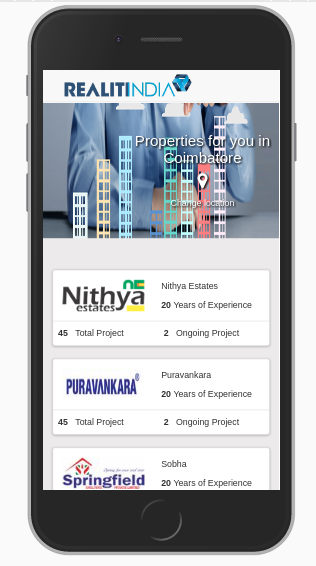 REALITINDIA
Properties for you in
Coimbatore
Change location
Nithya
estates
Nithya Estates
20 Years of Experience
45 Total Project 2 Ongoing Project
PURAVANKARA®
Puravankara
20 Years of Experience
45 Total Project 2 Ongoing Project
Springfield
Sobha
20 Years of Experience